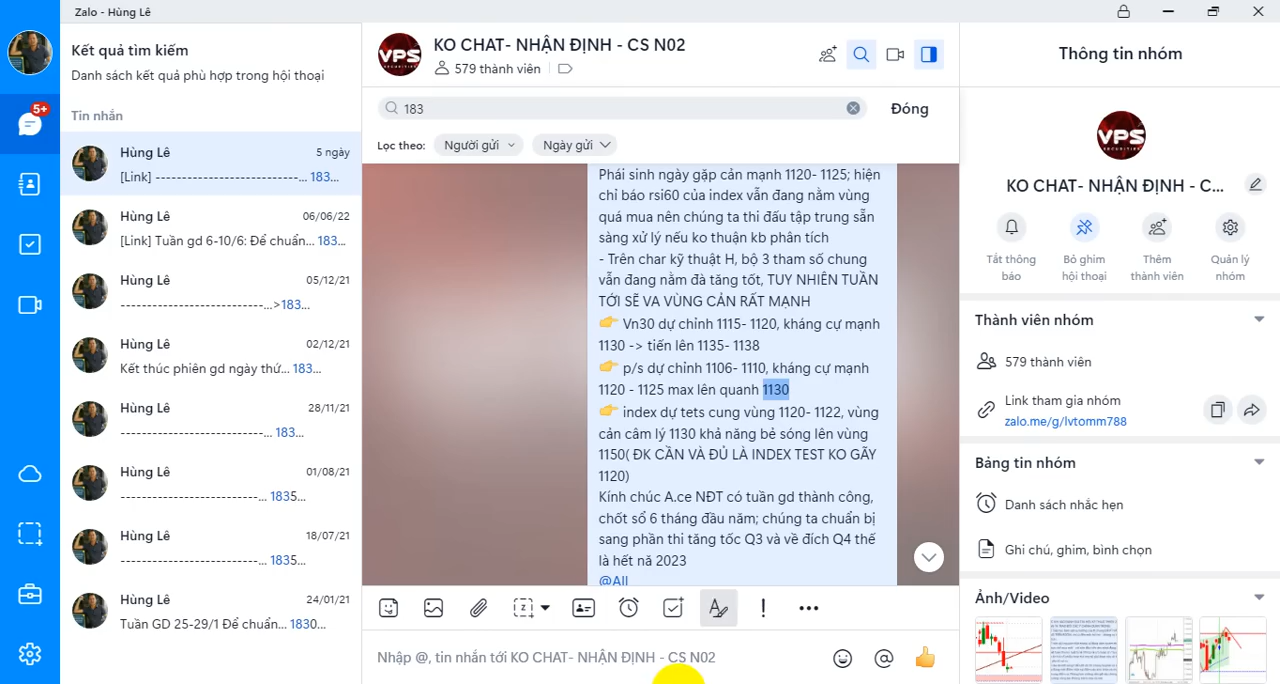 Zalo - Hùng Lê
5+
Kết quả tìm kiếm
Danh sách kết quả phù hợp trong hội thoại
Tin nhắn
Hùng Lê
5 ngày
[Link] ---------------------------... 183...
Hùng Lê
06/06/22
[Link] Tuần gd 6-10/6: Để chuẩn... 183...
Hùng Lê
05/12/21
---------------------------...>183...
Hùng Lê
02/12/21
Kết thúc phiên gd ngày thứ... 183...
Hùng Lê
28/11/21
---------------------------... 183...
Hùng Lê
01/08/21
---------------------------... 1835...
Hùng Lê
18/07/21
---------------------------... 1835...
Hùng Lê
24/01/21
Tuần GD 25-29/1 Để chuẩn... 1830...
VPS
SECURITIES
KO CHAT- NHẬN ĐỊNH - CS N02
579 thành viên
183
Đóng
Lọc theo:
Người gửi
Ngày gửi
Phái sinh ngày gặp cản mạnh 1120- 1125; hiện
chỉ báo rsi60 của index vẫn đang nằm vùng
quá mua nên chúng ta thi đấu tập trung sẵn
sàng xử lý nếu ko thuận kb phân tích
- Trên char kỹ thuật H, bộ 3 tham số chung
vẫn đang nằm đà tăng tốt, TUY NHIÊN TUẦN
TỚI SẼ VA VÙNG CẢN RẤT MẠNH
👉 Vn30 dự chỉnh 1115- 1120, kháng cự mạnh
1130 -> tiến lên 1135- 1138
👉 p/s dự chỉnh 1106- 1110, kháng cự mạnh
1120 - 1125 max lên quanh 1130
👉 index dự tets cung vùng 1120- 1122, vùng
cản câm lý 1130 khả năng bẻ sóng lên vùng
1150( ĐK CẦN VÀ ĐỦ LÀ INDEX TEST KO GÃY
1120)
Kính chúc A.ce NĐT có tuần gd thành công,
chốt sổ 6 tháng đầu năm; chúng ta chuẩn bị
sang phần thi tăng tốc Q3 và về đích Q4 thế
là hết nă 2023
@All
Nhập @, tin nhắn tới KO CHAT- NHẬN ĐỊNH - CS N02
Thông tin nhóm
VPS
SECURITIES
KO CHAT- NHẬN ĐỊNH - C...
Tắt thông
báo
Bỏ ghim
hội thoại
Thêm
thành viên
Quản lý
nhóm
Thành viên nhóm
579 thành viên
Link tham gia nhóm
zalo.me/g/lvtomm788
Bảng tin nhóm
Danh sách nhắc hẹn
Ghi chú, ghim, bình chọn
Ảnh/Video